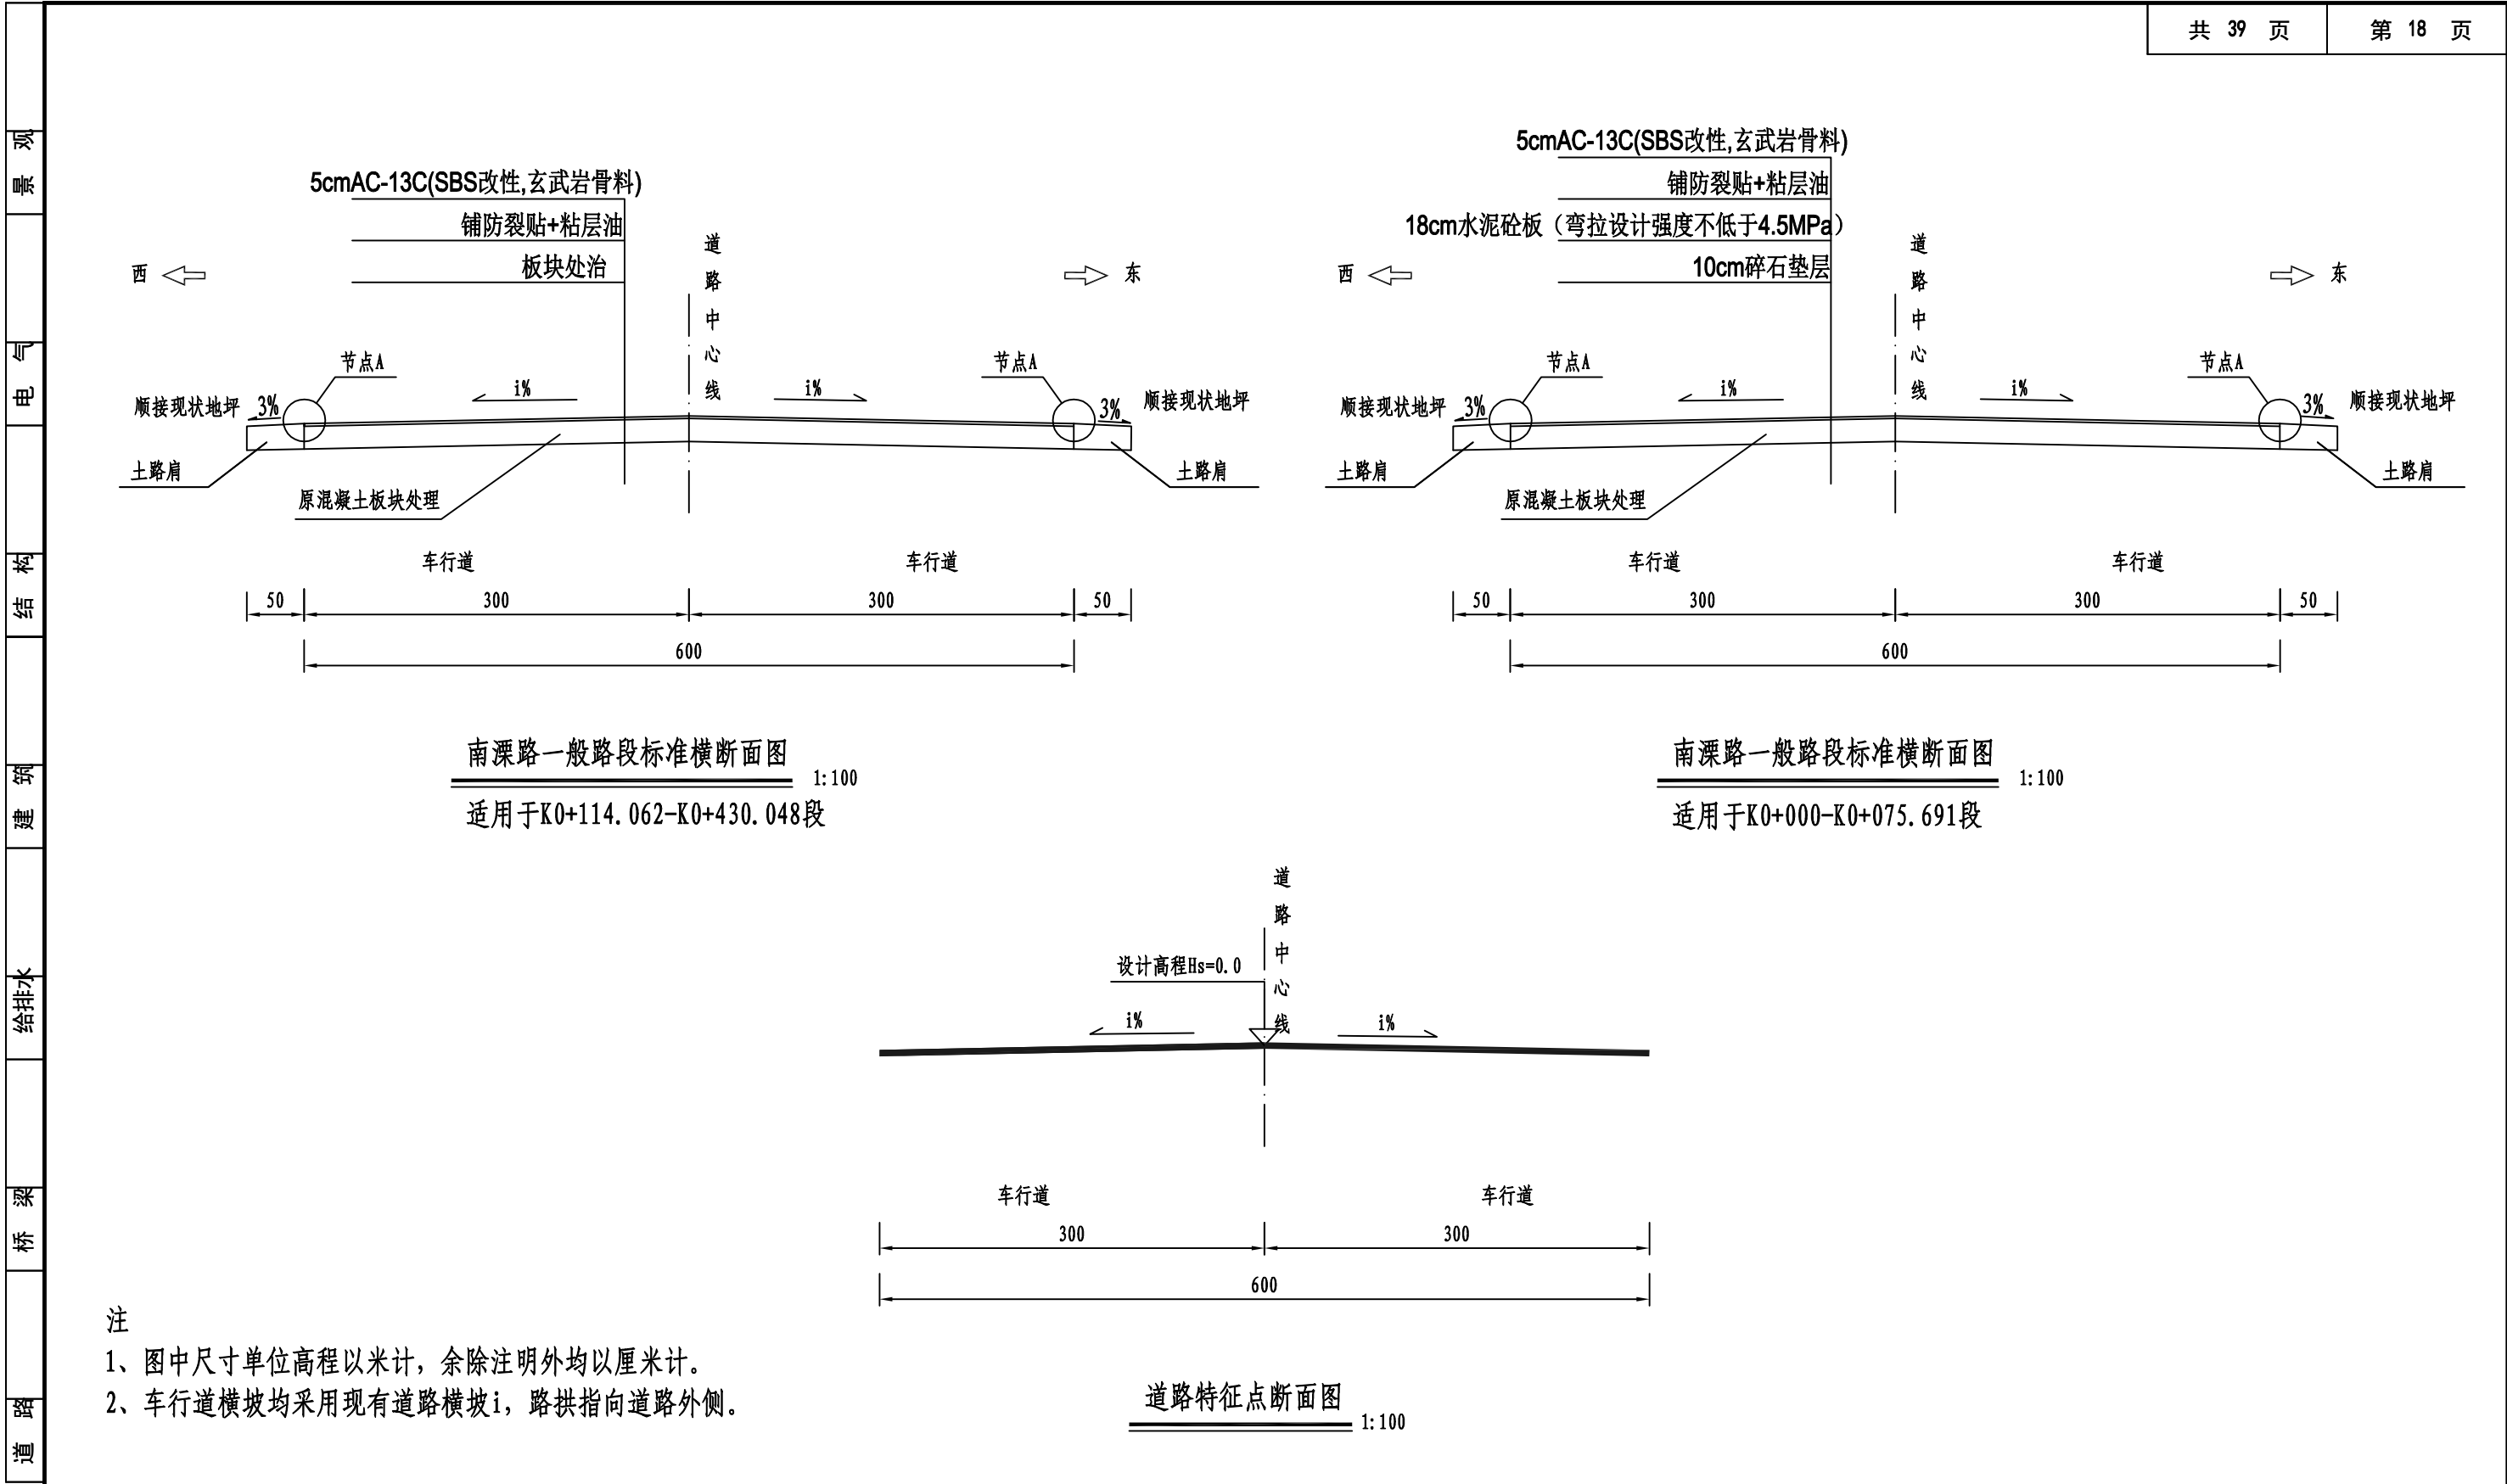 共 39 页 第 18 页
景 观
电 气
结 构
建 筑
给排水
桥 梁
道 路
5cmAC-13C(SBS改性,玄武岩骨料)
铺防裂贴+粘层油
板块处治
道路中心线
西
东
节点A
节点A
i%
i%
顺接现状地坪
3%
3%
顺接现状地坪
土路肩
土路肩
原混凝土板块处理
车行道
车行道
50
300
300
50
600
南溧路一般路段标准横断面图
1:100
适用于K0+114.062-K0+430.048段
5cmAC-13C(SBS改性,玄武岩骨料)
铺防裂贴+粘层油
18cm水泥砼板（弯拉设计强度不低于4.5MPa）
10cm碎石垫层
道路中心线
西
东
节点A
节点A
i%
i%
顺接现状地坪
3%
3%
顺接现状地坪
土路肩
土路肩
原混凝土板块处理
车行道
车行道
50
300
300
50
600
南溧路一般路段标准横断面图
1:100
适用于K0+000-K0+075.691段
道路中心线
设计高程Hs=0.0
i%
i%
车行道
车行道
300
300
600
道路特征点断面图
1:100
注
1、图中尺寸单位高程以米计，余除注明外均以厘米计。
2、车行道横坡均采用现有道路横坡i，路拱指向道路外侧。